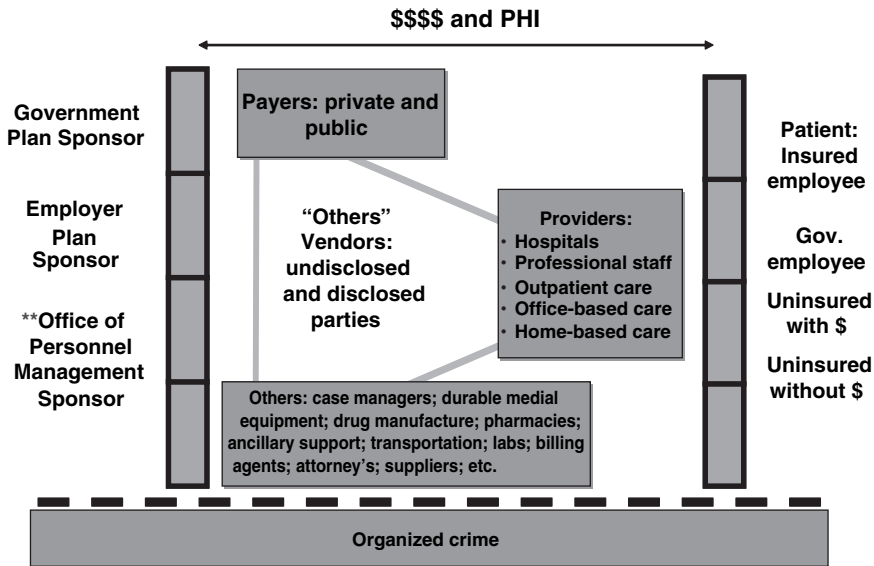 $$$$ and PHI
Government
Plan Sponsor
Employer
Plan
Sponsor
**Office of
Personnel
Management
Sponsor
Payers: private and
public
“Others”
Vendors:
undisclosed
and disclosed
parties
Providers:
• Hospitals
• Professional staff
• Outpatient care
• Office-based care
• Home-based care
Others: case managers; durable medial
equipment; drug manufacture; pharmacies;
ancillary support; transportation; labs; billing
agents; attorney’s; suppliers; etc.
Patient:
Insured
employee
Gov.
employee
Uninsured
with $
Uninsured
without $
Organized crime